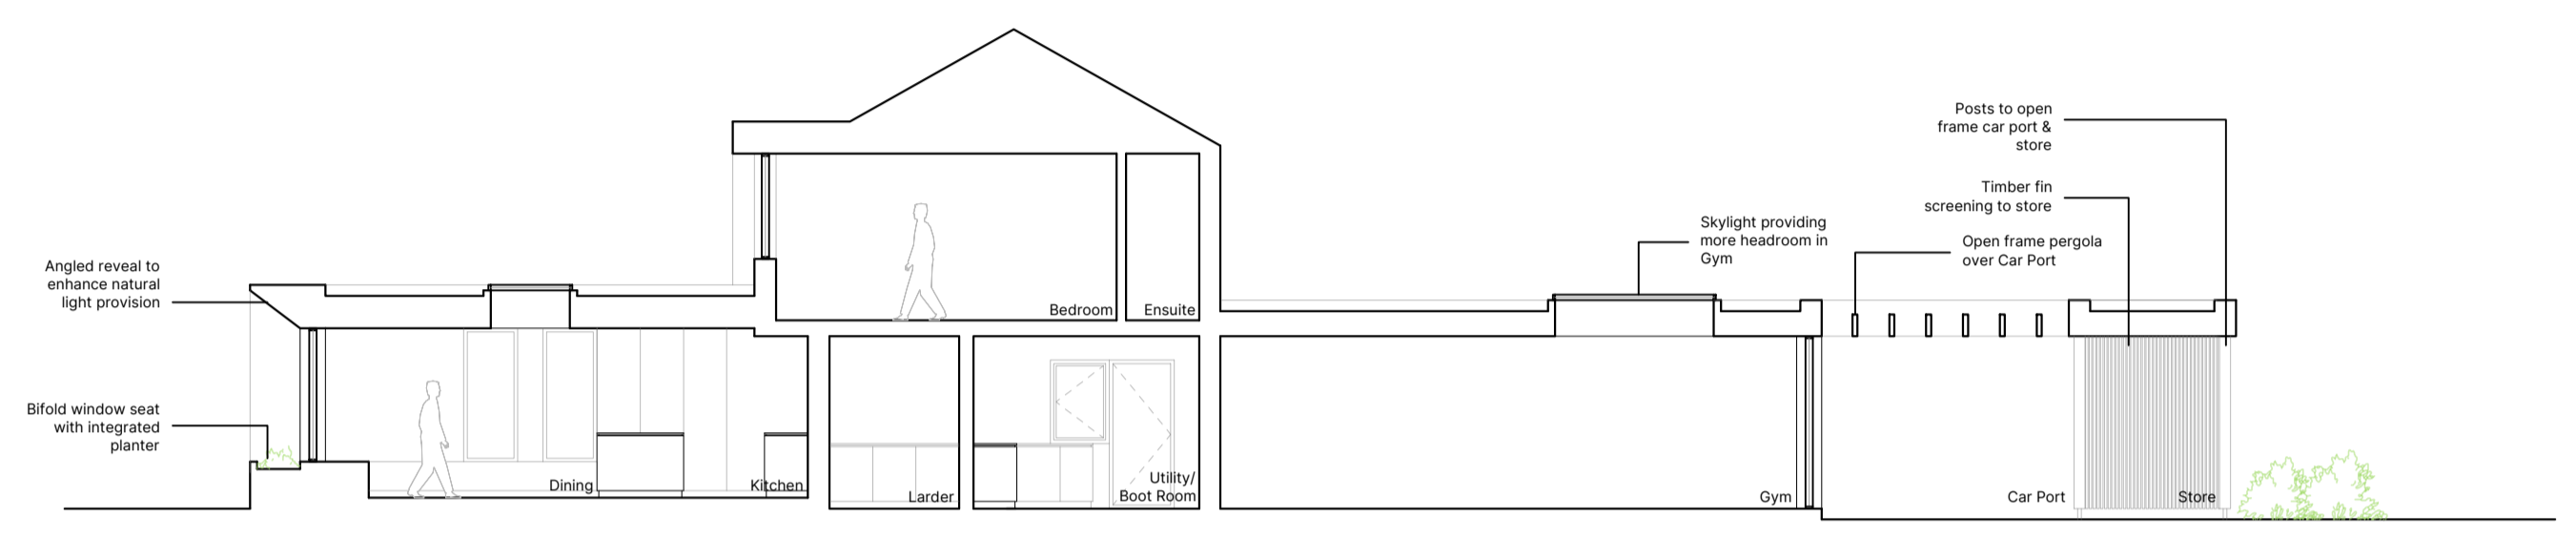 Angled reveal to
enhance natural
light provision
Bifold window seat
with integrated
planter
Dining
Kitchen
Larder
Utility/
Boot Room
Bedroom
Ensuite
Skylight providing
more headroom in
Gym
Gym
Posts to open
frame car port &
store
Timber fin
screening to store
Open frame pergola
over Car Port
Car Port
Store